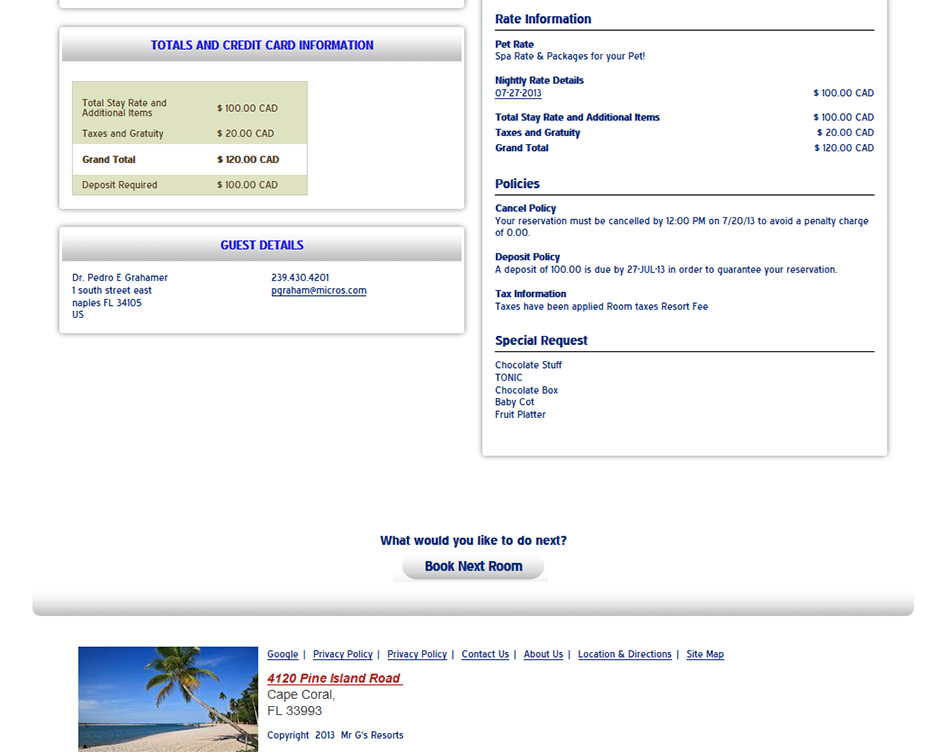 TOTALS AND CREDIT CARD INFORMATION
Total Stay Rate and
Additional Items
$ 100.00 CAD
Taxes and Gratuity $ 20.00 CAD
Grand Total $ 120.00 CAD
Deposit Required $ 100.00 CAD
GUEST DETAILS
Dr. Pedro E Grahamer
1 south street east
naples FL 34105
US
239.430.4201
pgraham@micros.com
Rate Information
Pet Rate
Spa Rate & Packages for your Pet!
Nightly Rate Details
07-27-2013 $ 100.00 CAD
Total Stay Rate and Additional Items $ 100.00 CAD
Taxes and Gratuity $ 20.00 CAD
Grand Total $ 120.00 CAD
Policies
Cancel Policy
Your reservation must be cancelled by 12:00 PM on 7/20/13 to avoid a penalty charge
of 0.00.
Deposit Policy
A deposit of 100.00 is due by 27-JUL-13 in order to guarantee your reservation.
Tax Information
Taxes have been applied Room taxes Resort Fee
Special Request
Chocolate Stuff
TONIC
Chocolate Box
Baby Cot
Fruit Platter
What would you like to do next?
Book Next Room
Google | Privacy Policy | Privacy Policy | Contact Us | About Us | Location & Directions | Site Map
4120 Pine Island Road
Cape Coral,
FL 33993
Copyright 2013 Mr G's Resorts